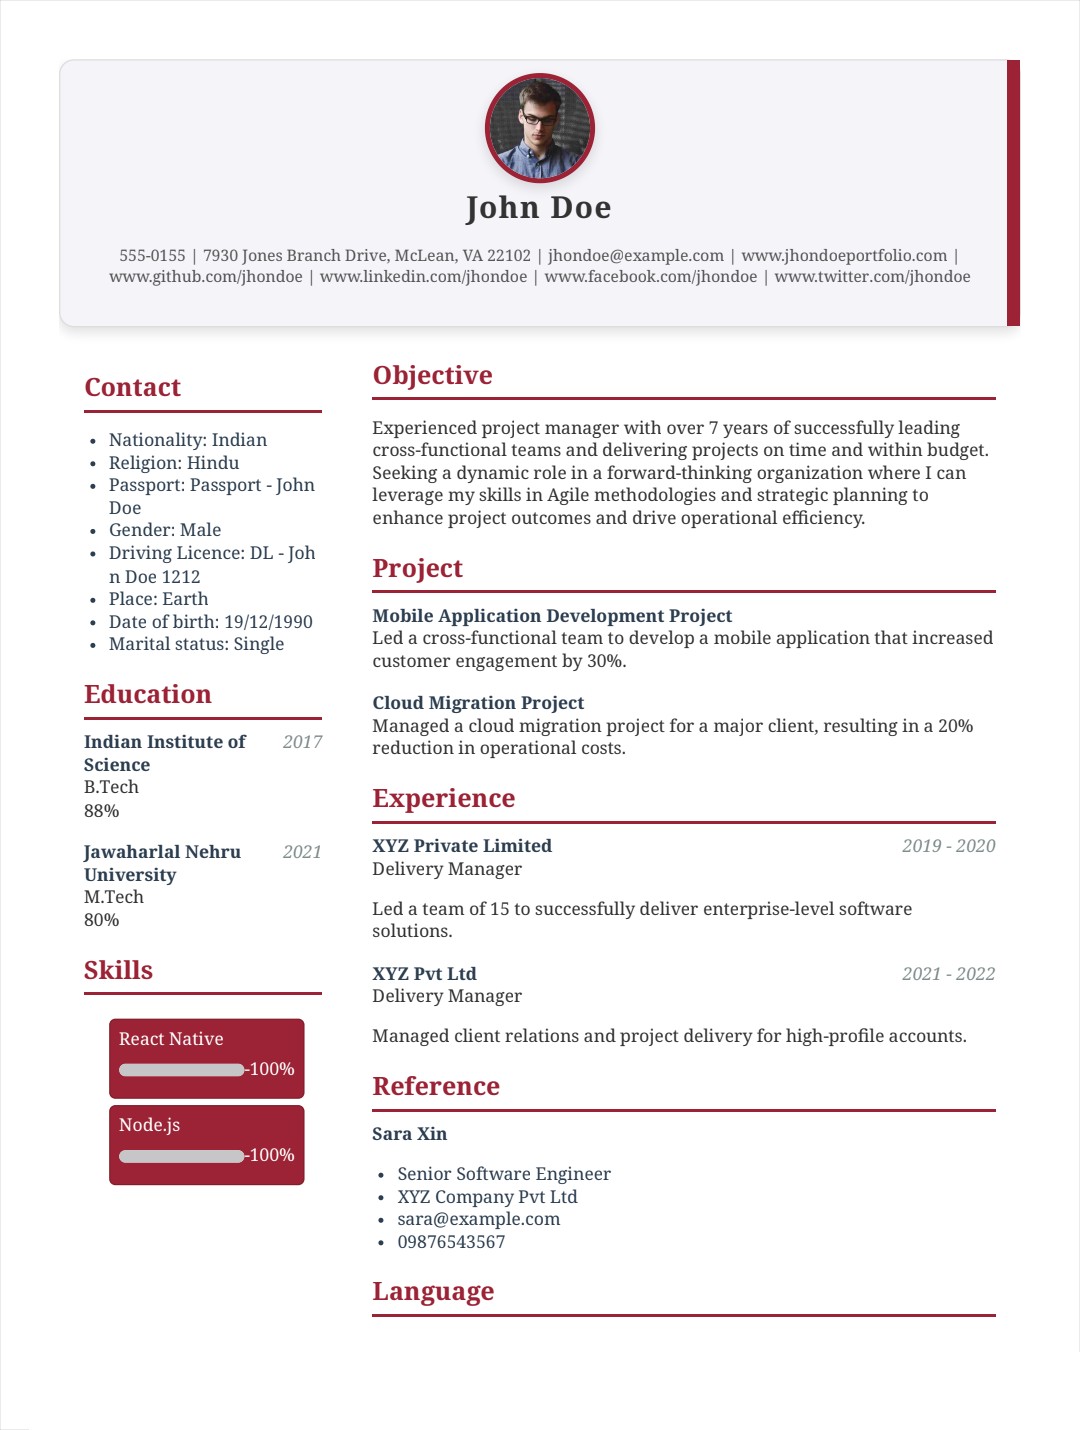 John Doe
555-0155 | 7930 Jones Branch Drive, McLean, VA 22102 | jhondoe@example.com | www.jhondoeportfolio.com |
www.github.com/jhondoe | www.linkedin.com/jhondoe | www.facebook.com/jhondoe | www.twitter.com/jhondoe
Contact
• Nationality: Indian
• Religion: Hindu
• Passport: Passport - John
Doe
• Gender: Male
• Driving Licence: DL - Joh
n Doe 1212
• Place: Earth
• Date of birth: 19/12/1990
• Marital status: Single
Education
Indian Institute of 2017
Science
B.Tech
88%
Jawaharlal Nehru 2021
University
M.Tech
80%
Skills
React Native
-100%
Node.js
-100%
Objective
Experienced project manager with over 7 years of successfully leading
cross-functional teams and delivering projects on time and within budget.
Seeking a dynamic role in a forward-thinking organization where I can
leverage my skills in Agile methodologies and strategic planning to
enhance project outcomes and drive operational efficiency.
Project
Mobile Application Development Project
Led a cross-functional team to develop a mobile application that increased
customer engagement by 30%.
Cloud Migration Project
Managed a cloud migration project for a major client, resulting in a 20%
reduction in operational costs.
Experience
XYZ Private Limited 2019 - 2020
Delivery Manager
Led a team of 15 to successfully deliver enterprise-level software
solutions.
XYZ Pvt Ltd 2021 - 2022
Delivery Manager
Managed client relations and project delivery for high-profile accounts.
Reference
Sara Xin
• Senior Software Engineer
• XYZ Company Pvt Ltd
• sara@example.com
• 09876543567
Language